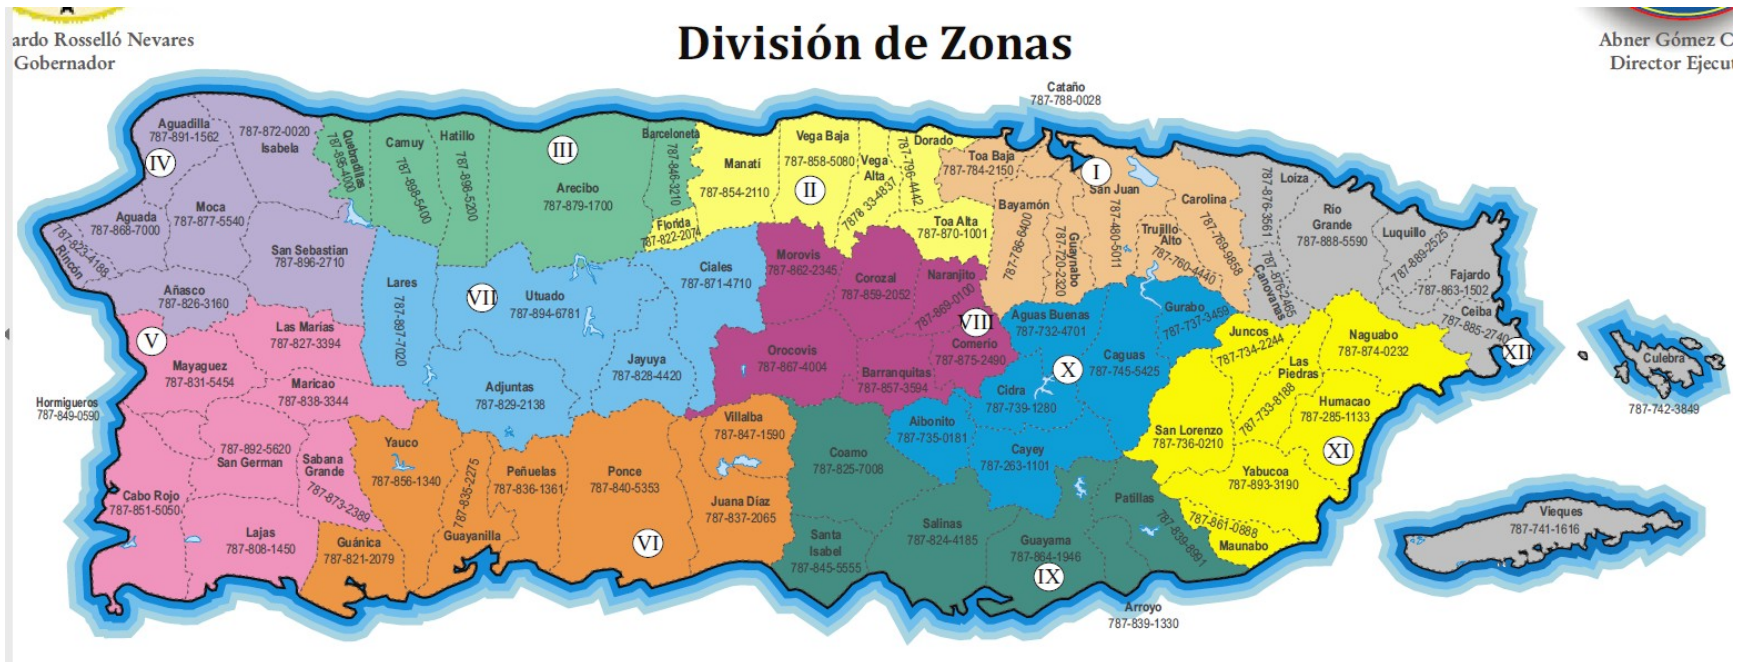 División de Zonas
ardo Rosselló Nevares
Gobernador
Abner Gómez C
Director Ejecut
Cataño
787-788-0028
Aguadilla
787-891-1562
787-872-0020
Isabela
IV
Moca
787-877-5540
Aguada
787-868-7000
787-823-4188
Rincón
San Sebastian
787-896-2710
Añasco
787-826-3160
Quebradillas
787-895-4000
Camuy
787-898-5400
Hatillo
787-898-5200
III
Arecibo
787-879-1700
Barceloneta
787-846-3210
Florida
787-822-2074
Manatí
787-854-2110
Vega Baja
787-858-5080
II
Vega
Alta
7878 33-4837
Dorado
787-796-4442
Toa Alta
787-870-1001
Toa Baja
787-784-2150
I
San Juan
787-480-5011
Bayamón
787-786-6400
Guaynabo
787-720-2320
Trujillo
Alto
787-760-4440
Carolina
787-769-9858
Loíza
787-876-3561
Canovanas
787-876-2465
Río
Grande
787-888-5590
Luquillo
787-889-2525
Fajardo
787-863-1502
Ceiba
787-885-2740
XII
Culebra
787-742-3849
Vieques
787-741-1616
V
Las Marías
787-827-3394
Mayaguez
787-831-5454
Maricao
787-838-3344
Hormigueros
787-849-0590
787-892-5620
San German
Sabana
Grande
787-873-2389
Cabo Rojo
787-851-5050
Lajas
787-808-1450
Lares
787-897-7020
VII
Utuado
787-894-6781
Ciales
787-871-4710
Adjuntas
787-829-2138
Jayuya
787-828-4420
Morovis
787-862-2345
Corozal
787-859-2052
Naranjito
787-869-0100
VIII
Comerío
787-875-2490
Orocovis
787-867-4004
Barranquitas
787-857-3594
Aguas Buenas
787-732-4701
Gurabo
787-737-3459
X
Caguas
787-745-5425
Cidra
787-739-1280
Aibonito
787-735-0181
Cayey
787-263-1101
Juncos
787-734-2244
Las
Piedras
787-733-8188
Naguabo
787-874-0232
Humacao
787-285-1133
San Lorenzo
787-736-0210
XI
Yabucoa
787-893-3190
787-861-0888
Maunabo
Yauco
787-856-1340
Guánica
787-821-2079
787-835-2275
Guayanilla
Peñuelas
787-836-1361
Ponce
787-840-5353
VI
Villalba
787-847-1590
Juana Díaz
787-837-2065
Coamo
787-825-7008
Santa
Isabel
787-845-5555
Salinas
787-824-4185
Guayama
787-864-1946
IX
Patillas
787-839-8991
Arroyo
787-839-1330